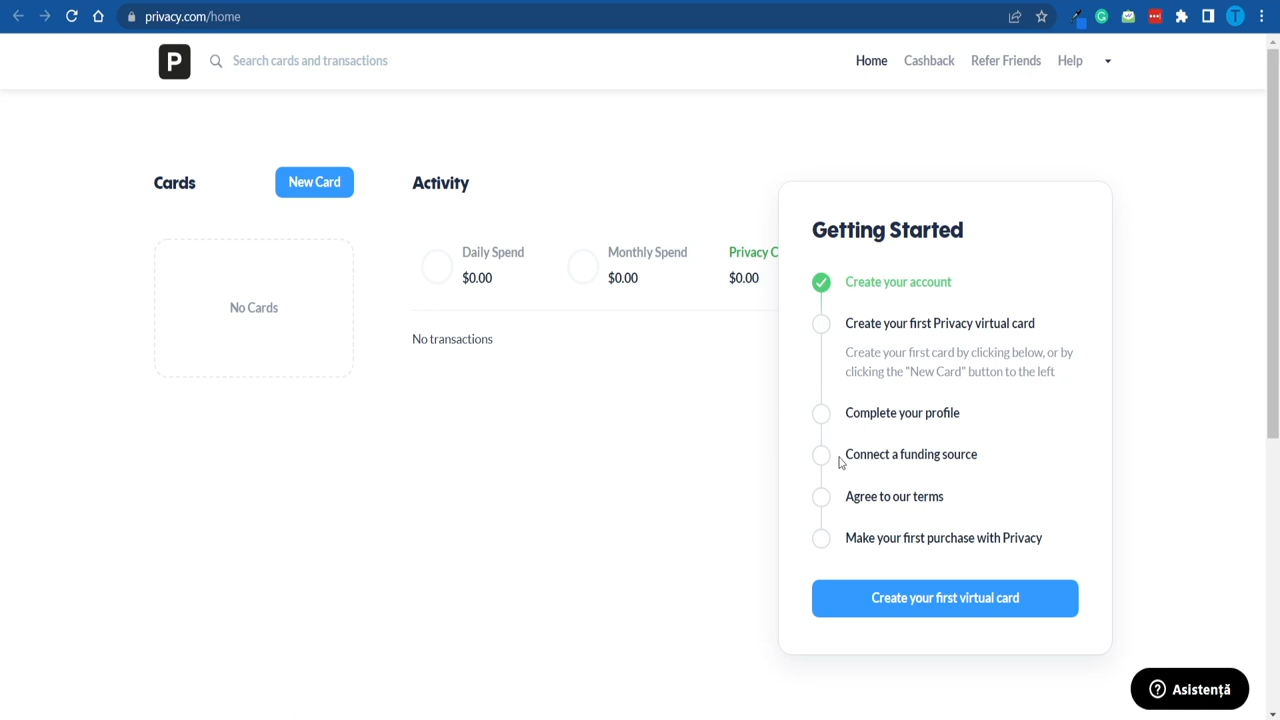 privacy.com/home
T
P
Search cards and transactions
Home
Cashback
Refer Friends
Help
Cards
New Card
No Cards
Activity
Daily Spend
$0.00
Monthly Spend
$0.00
Privacy C
$0.00
No transactions
Getting Started
Create your account
Create your first Privacy virtual card
Create your first card by clicking below, or by
clicking the "New Card" button to the left
Complete your profile
Connect a funding source
Agree to our terms
Make your first purchase with Privacy
Create your first virtual card
Asistență